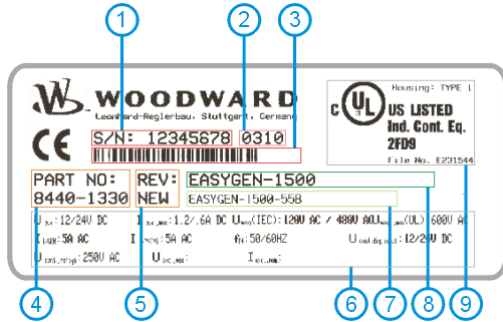 1 2 3
WOODWARD
Leonhard-Reglerbau, Stuttgart, Germany
S/N: 12345678 0310
CE
Housing: TYPE 1
c UL US LISTED
Ind. Cont. Eq.
2FD9
File No. E231544
PART NO: REV: EASYGEN-1500
8440-1330 NEW EASYGEN-1500-55B
:12/24V DC :1.2/.6A DC (IEC):120V AC / 480V AC (UL) 600V AC
:5A AC :5A AC :50/60HZ :12/24V DC
:250V AC
4 5 6 7 8 9